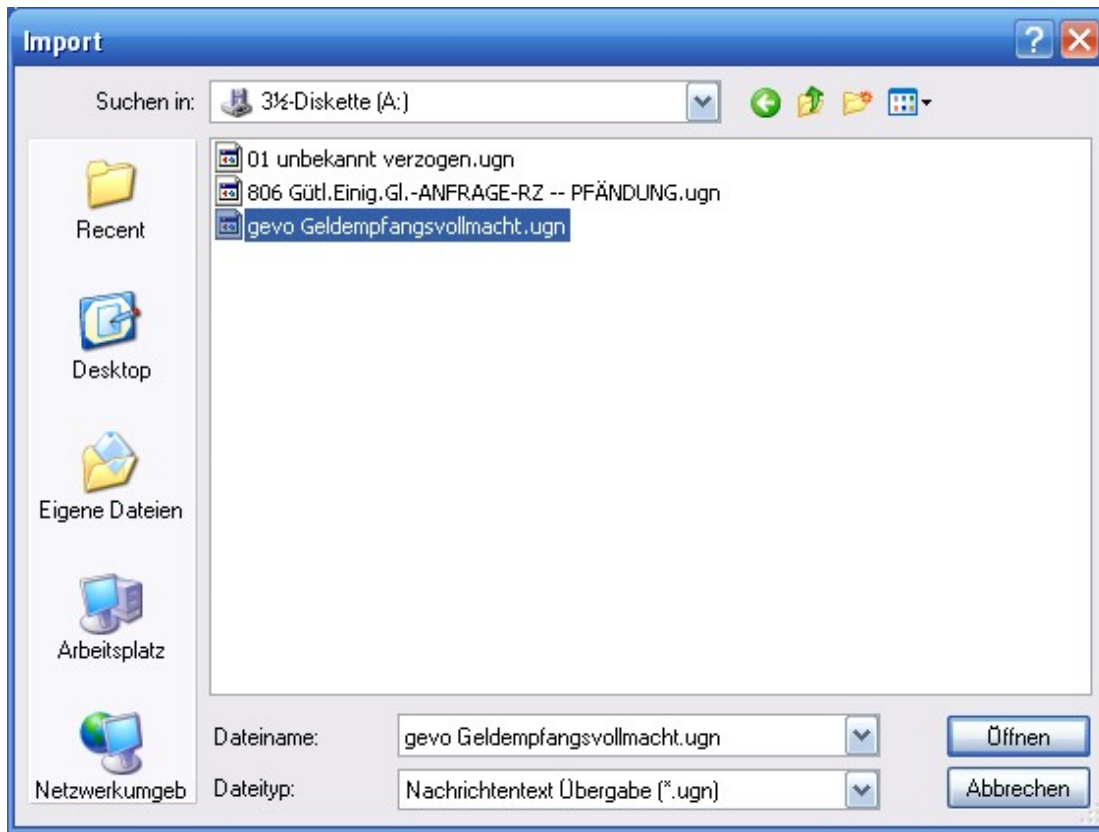 Import
Suchen in:
3½-Diskette (A:)
01 unbekannt verzogen.ugn
806 Gütl.Einig.Gl.-ANFRAGE-RZ -- PFÄNDUNG.ugn
gevo Geldempfangsvollmacht.ugn
Recent
Desktop
Eigene Dateien
Arbeitsplatz
Netzwerkumgeb
Dateiname:
gevo Geldempfangsvollmacht.ugn
Öffnen
Dateityp:
Nachrichtentext Übergabe (*.ugn)
Abbrechen